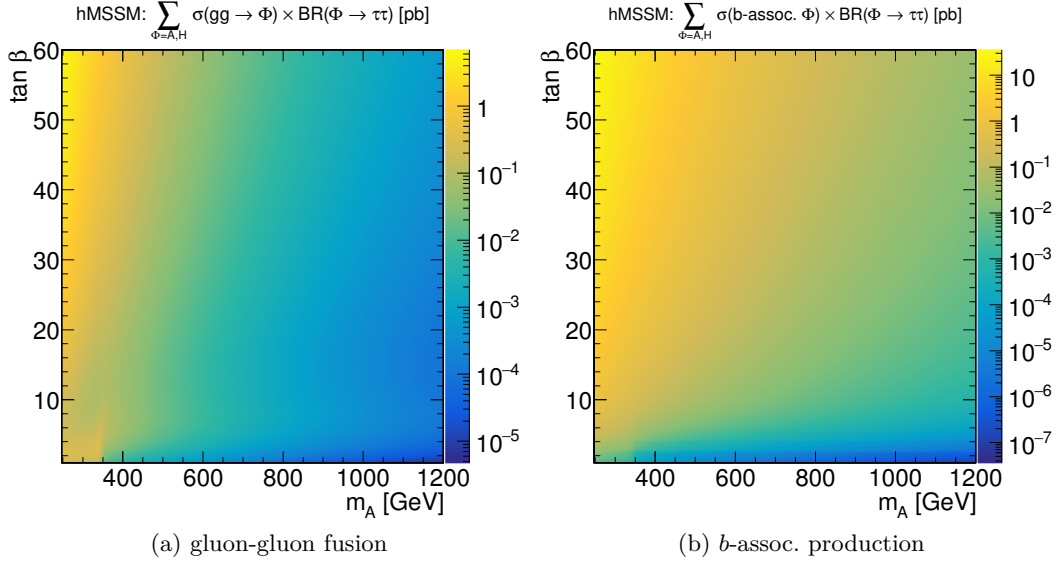 hMSSM: ∑ σ(gg → Φ) × BR(Φ → ττ) [pb]
Φ=A,H
tan β
60
50
40
30
20
10
400 600 800 1000 1200
m_A [GeV]
1
10⁻¹
10⁻²
10⁻³
10⁻⁴
10⁻⁵
(a) gluon-gluon fusion
hMSSM: ∑ σ(b-assoc. Φ) × BR(Φ → ττ) [pb]
Φ=A,H
tan β
60
50
40
30
20
10
400 600 800 1000 1200
m_A [GeV]
10
1
10⁻¹
10⁻²
10⁻³
10⁻⁴
10⁻⁵
10⁻⁶
10⁻⁷
(b) b-assoc. production